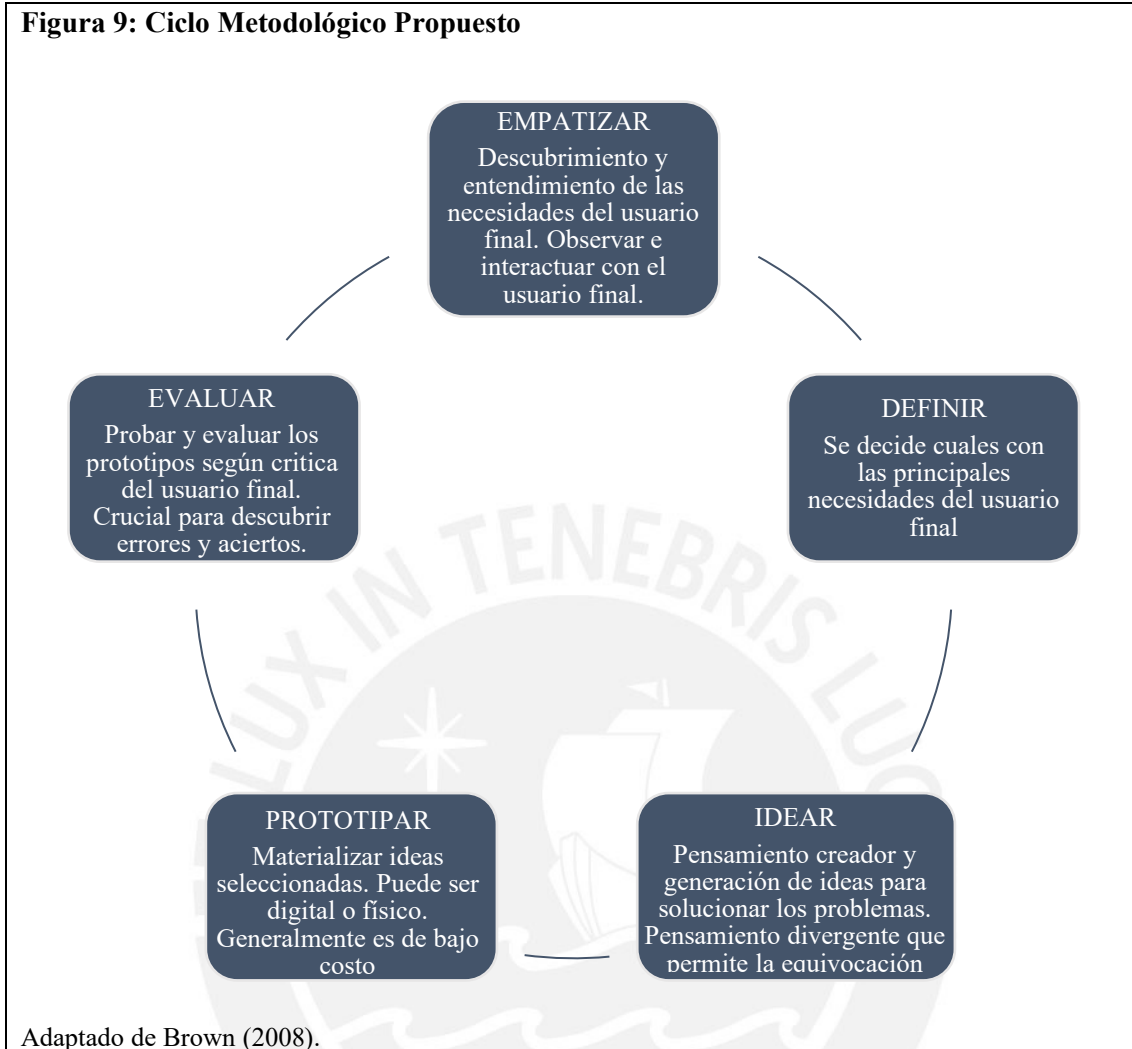 Figura 9: Ciclo Metodológico Propuesto
EMPATIZAR
Descubrimiento y
entendimiento de las
necesidades del usuario
final. Observar e
interactuar con el
usuario final.
DEFINIR
Se decide cuales con
las principales
necesidades del usuario
final
IDEAR
Pensamiento creador y
generación de ideas para
solucionar los problemas.
Pensamiento divergente que
permite la equivocación
PROTOTIPAR
Materializar ideas
seleccionadas. Puede ser
digital o físico.
Generalmente es de bajo
costo
EVALUAR
Probar y evaluar los
prototipos según critica
del usuario final.
Crucial para descubrir
errores y aciertos.
LUX IN TENEBRIS
Adaptado de Brown (2008).